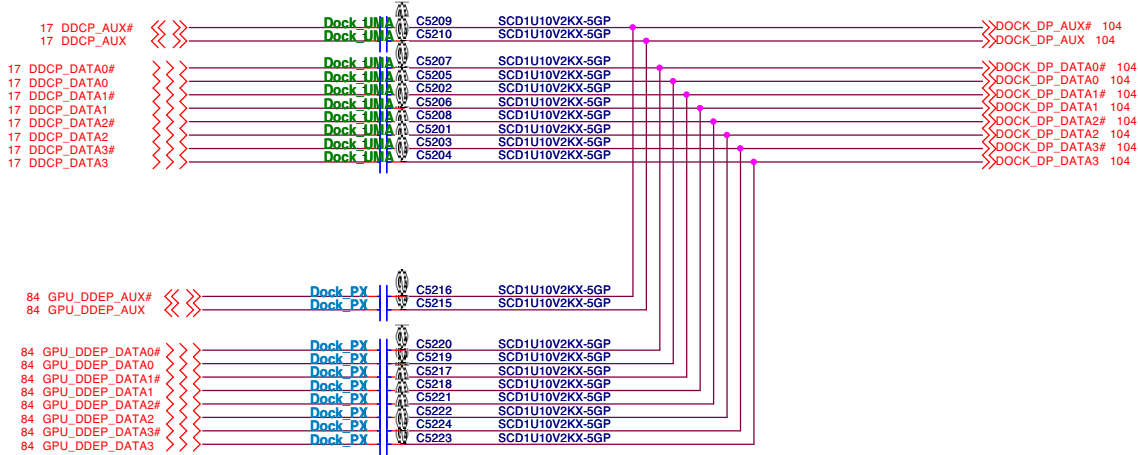 17 DDCP_AUX# Dock_UMA C5209 SCD1U10V2KX-5GP DOCK_DP_AUX# 104
17 DDCP_AUX Dock_UMA C5210 SCD1U10V2KX-5GP DOCK_DP_AUX 104
17 DDCP_DATA0# Dock_UMA C5207 SCD1U10V2KX-5GP DOCK_DP_DATA0# 104
17 DDCP_DATA0 Dock_UMA C5205 SCD1U10V2KX-5GP DOCK_DP_DATA0 104
17 DDCP_DATA1# Dock_UMA C5202 SCD1U10V2KX-5GP DOCK_DP_DATA1# 104
17 DDCP_DATA1 Dock_UMA C5206 SCD1U10V2KX-5GP DOCK_DP_DATA1 104
17 DDCP_DATA2# Dock_UMA C5208 SCD1U10V2KX-5GP DOCK_DP_DATA2# 104
17 DDCP_DATA2 Dock_UMA C5201 SCD1U10V2KX-5GP DOCK_DP_DATA2 104
17 DDCP_DATA3# Dock_UMA C5203 SCD1U10V2KX-5GP DOCK_DP_DATA3# 104
17 DDCP_DATA3 Dock_UMA C5204 SCD1U10V2KX-5GP DOCK_DP_DATA3 104
84 GPU_DDEP_AUX# Dock_PX C5216 SCD1U10V2KX-5GP
84 GPU_DDEP_AUX Dock_PX C5215 SCD1U10V2KX-5GP
84 GPU_DDEP_DATA0# Dock_PX C5220 SCD1U10V2KX-5GP
84 GPU_DDEP_DATA0 Dock_PX C5219 SCD1U10V2KX-5GP
84 GPU_DDEP_DATA1# Dock_PX C5217 SCD1U10V2KX-5GP
84 GPU_DDEP_DATA1 Dock_PX C5218 SCD1U10V2KX-5GP
84 GPU_DDEP_DATA2# Dock_PX C5221 SCD1U10V2KX-5GP
84 GPU_DDEP_DATA2 Dock_PX C5222 SCD1U10V2KX-5GP
84 GPU_DDEP_DATA3# Dock_PX C5224 SCD1U10V2KX-5GP
84 GPU_DDEP_DATA3 Dock_PX C5223 SCD1U10V2KX-5GP